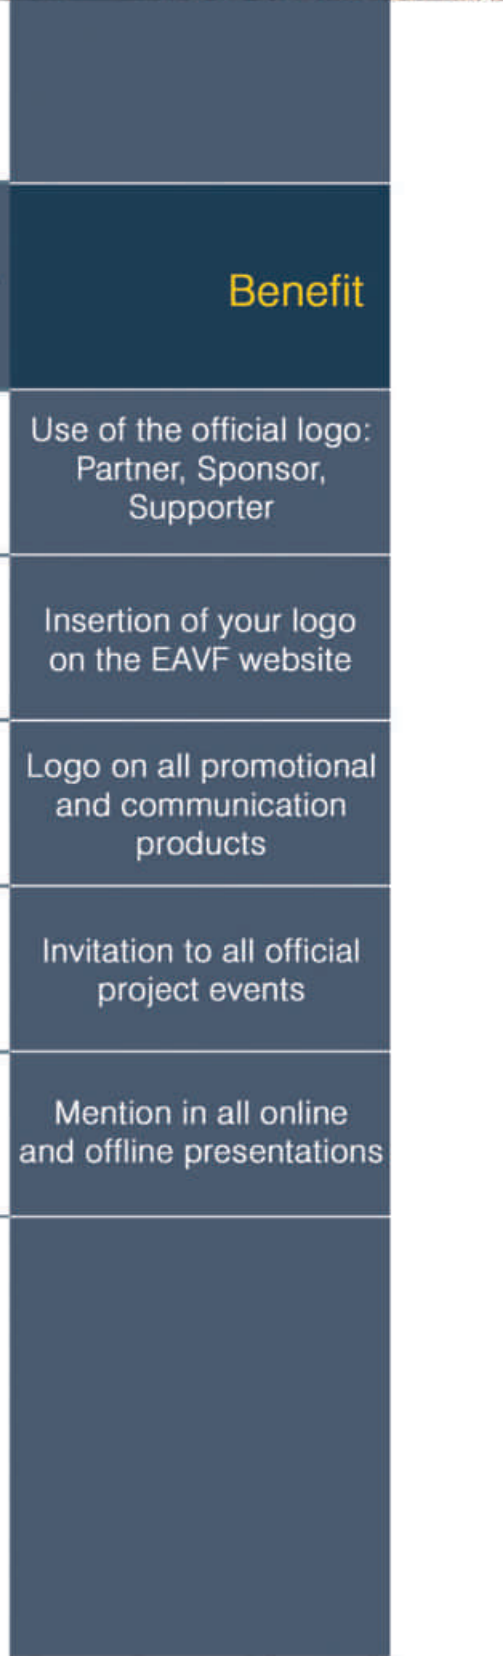 Benefit
Use of the official logo:
Partner, Sponsor,
Supporter
Insertion of your logo
on the EAVF website
Logo on all promotional
and communication
products
Invitation to all official
project events
Mention in all online
and offline presentations